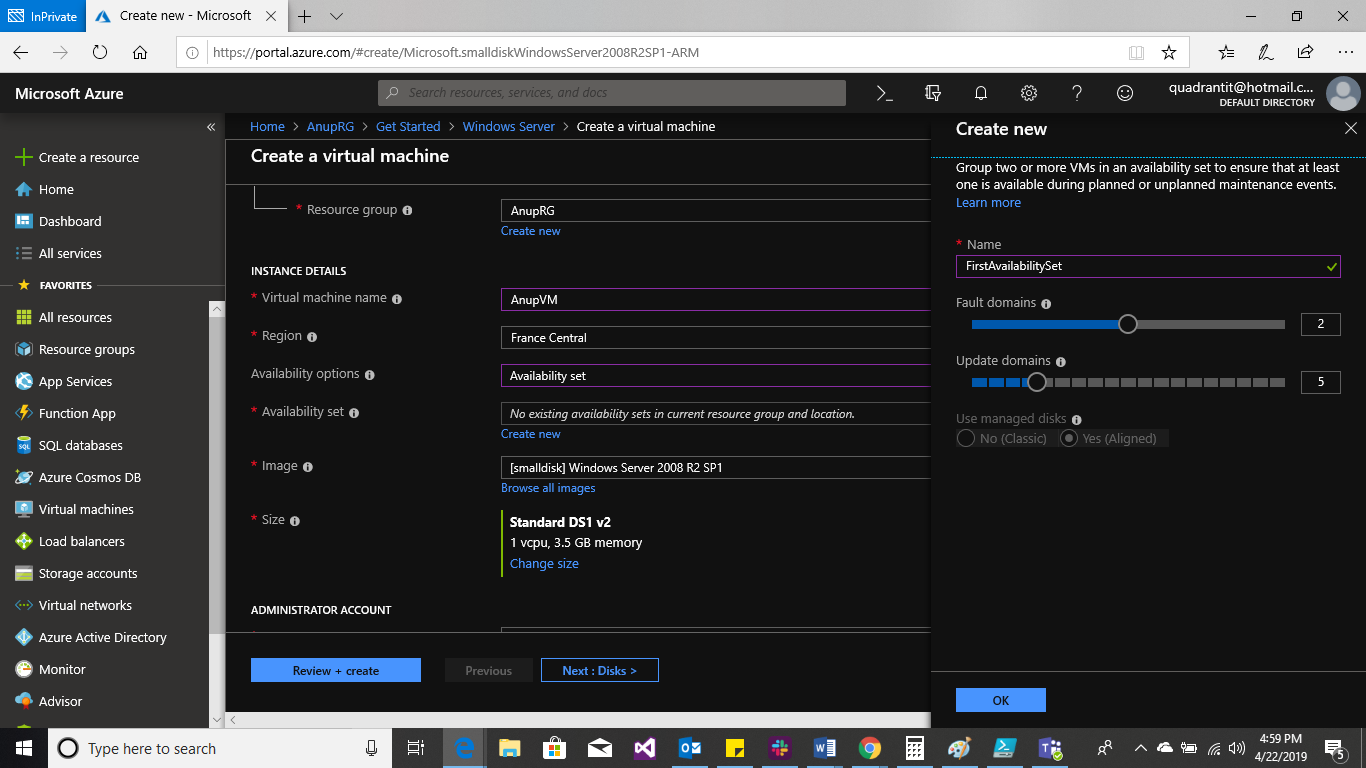 InPrivate
Create new - Microsoft
https://portal.azure.com/#create/Microsoft.smalldiskWindowsServer2008R2SP1-ARM
Microsoft Azure
Search resources, services, and docs
quadrantit@hotmail.c...
DEFAULT DIRECTORY
Create a resource
Home
Dashboard
All services
FAVORITES
All resources
Resource groups
App Services
Function App
SQL databases
Azure Cosmos DB
Virtual machines
Load balancers
Storage accounts
Virtual networks
Azure Active Directory
Monitor
Advisor
Home > AnupRG > Get Started > Windows Server > Create a virtual machine
Create a virtual machine
* Resource group
AnupRG
Create new
INSTANCE DETAILS
* Virtual machine name
AnupVM
* Region
France Central
Availability options
Availability set
* Availability set
No existing availability sets in current resource group and location.
Create new
* Image
[smalldisk] Windows Server 2008 R2 SP1
Browse all images
* Size
Standard DS1 v2
1 vcpu, 3.5 GB memory
Change size
ADMINISTRATOR ACCOUNT
Review + create
Previous
Next : Disks >
Create new
Group two or more VMs in an availability set to ensure that at least
one is available during planned or unplanned maintenance events.
Learn more
* Name
FirstAvailabilitySet
Fault domains
2
Update domains
5
Use managed disks
No (Classic)
Yes (Aligned)
OK
Type here to search
4:59 PM
4/22/2019
5